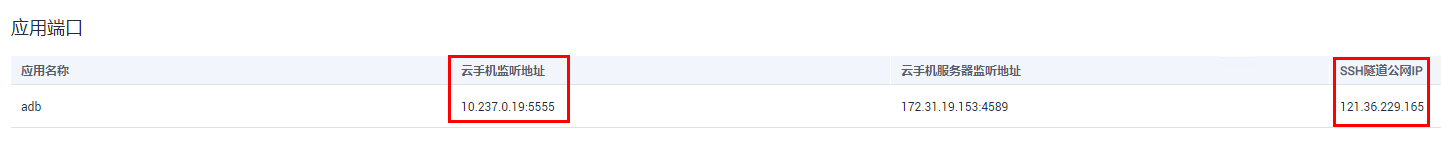 应用端口
应用名称 云手机监听地址 云手机服务器监听地址 SSH隧道公网IP
adb 10.237.0.19:5555 172.31.19.153:4589 121.36.229.165